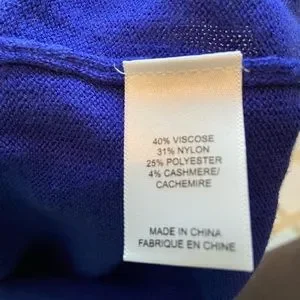 40% VISCOSE
31% NYLON
25% POLYESTER
4% CASHMERE/
CACHEMIRE
MADE IN CHINA
FABRIQUE EN CHINE